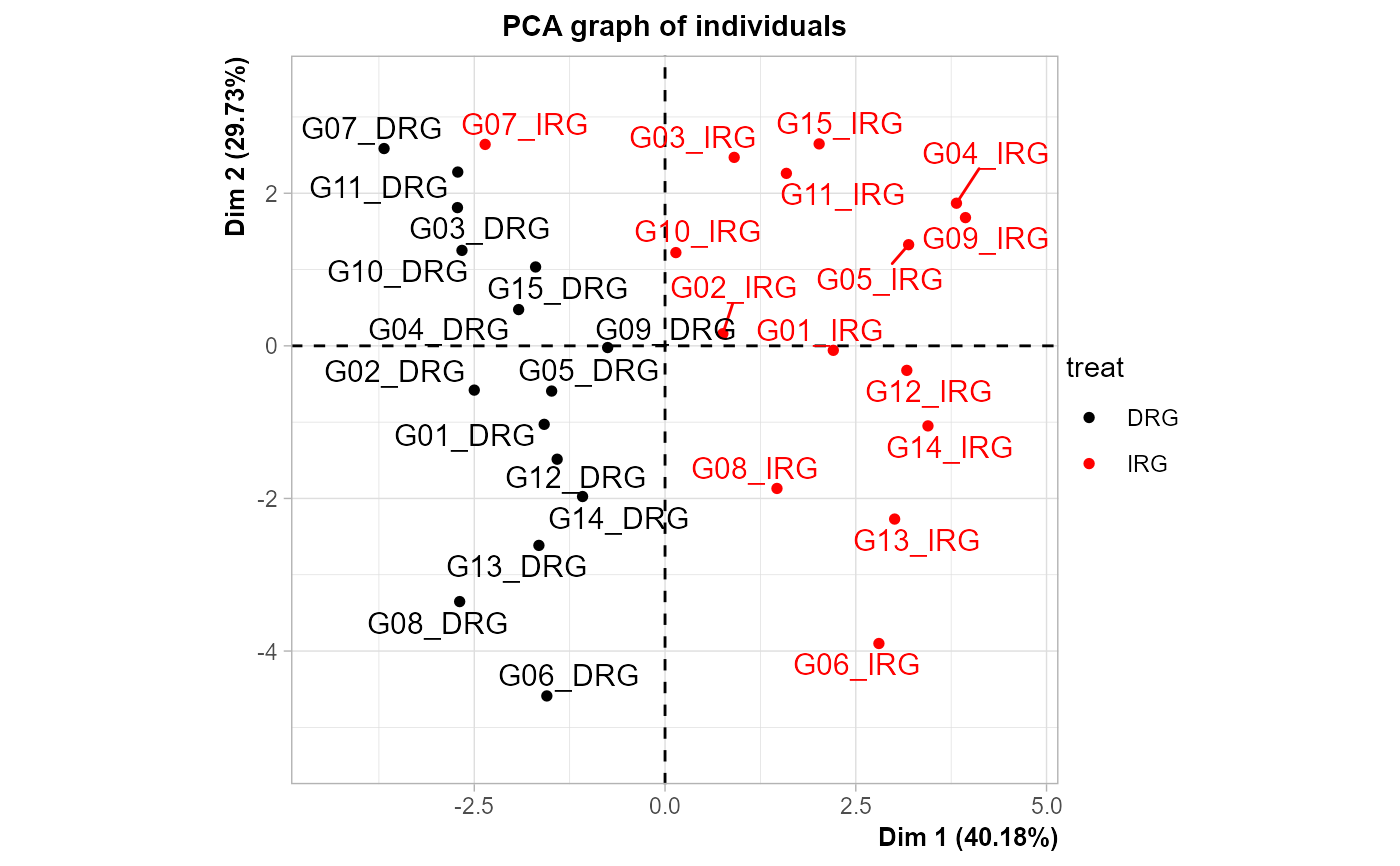 PCA graph of individuals
Dim 2 (29.73%)
G07_DRG
G07_IRG
G03_IRG
G15_IRG
G04_IRG
G11_DRG
G11_IRG
G03_DRG
G10_IRG
G09_IRG
G10_DRG
G05_IRG
G15_DRG
G02_IRG
G04_DRG
G09_DRG
G01_IRG
G02_DRG
G05_DRG
G12_IRG
G01_DRG
G14_IRG
G08_IRG
G12_DRG
G14_DRG
G13_IRG
G13_DRG
G08_DRG
G06_IRG
G06_DRG
2
0
-2
-4
-2.5
0.0
2.5
5.0
Dim 1 (40.18%)
treat
DRG
IRG